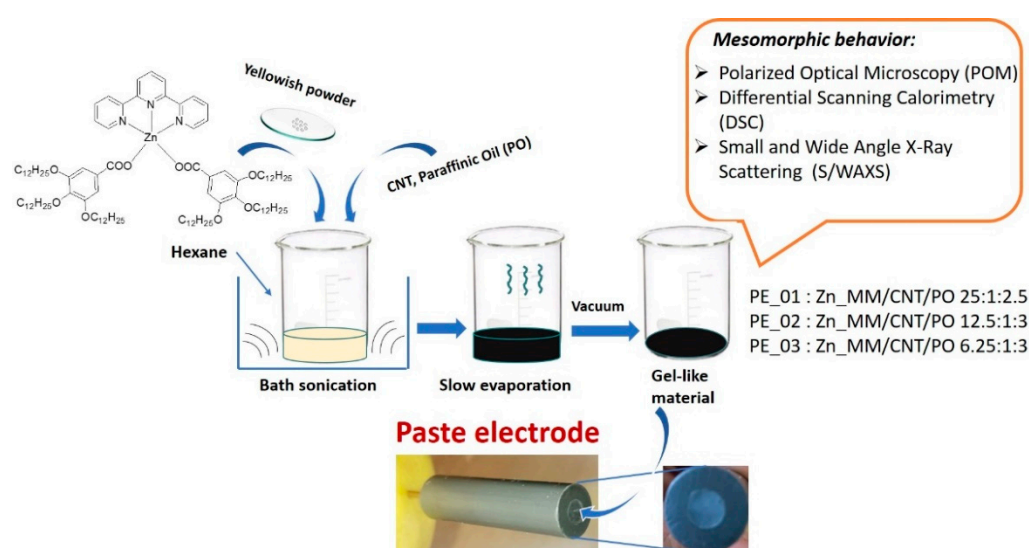 Mesomorphic behavior:
➤ Polarized Optical Microscopy (POM)
➤ Differential Scanning Calorimetry
(DSC)
➤ Small and Wide Angle X-Ray
Scattering (S/WAXS)
Yellowish powder
CNT, Paraffinic Oil (PO)
N
N
N
Zn
COO
OOC
C₁₂H₂₅O
C₁₂H₂₅O
OC₁₂H₂₅
OC₁₂H₂₅
OC₁₂H₂₅
C₁₂H₂₅O
Hexane
Vacuum
Bath sonication
Slow evaporation
Gel-like
material
PE_01 : Zn_MM/CNT/PO 25:1:2.5
PE_02 : Zn_MM/CNT/PO 12.5:1:3
PE_03 : Zn_MM/CNT/PO 6.25:1:3
Paste electrode